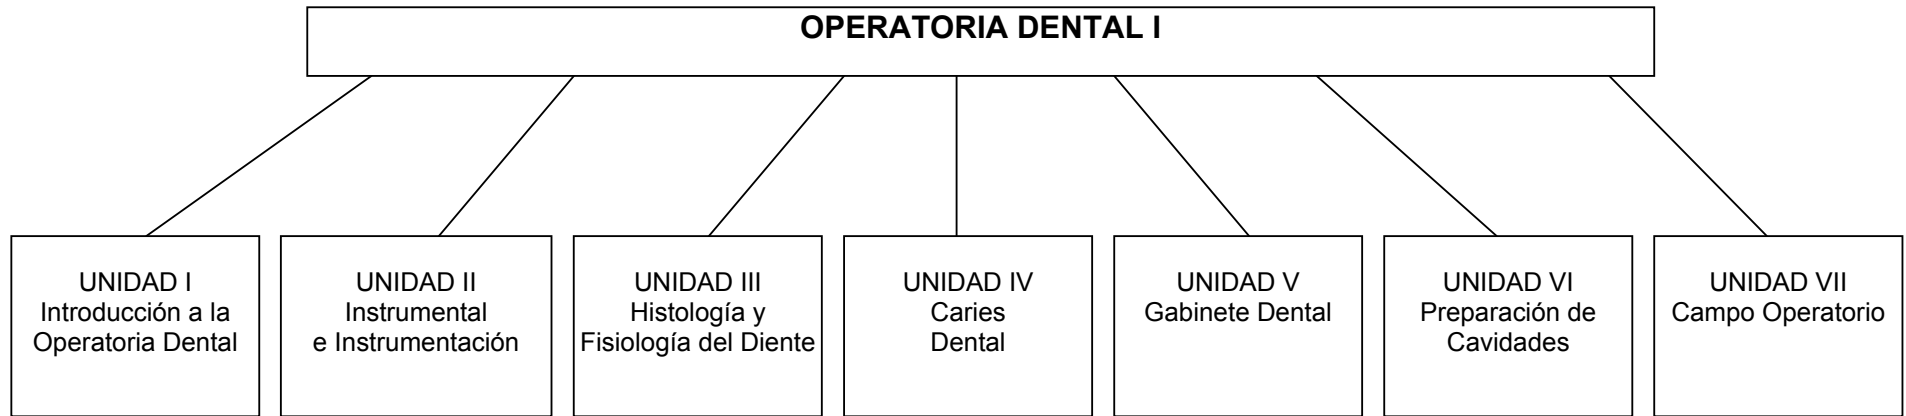 OPERATORIA DENTAL I
UNIDAD I
Introducción a la
Operatoria Dental
UNIDAD II
Instrumental
e Instrumentación
UNIDAD III
Histología y
Fisiología del Diente
UNIDAD IV
Caries
Dental
UNIDAD V
Gabinete Dental
UNIDAD VI
Preparación de
Cavidades
UNIDAD VII
Campo Operatorio